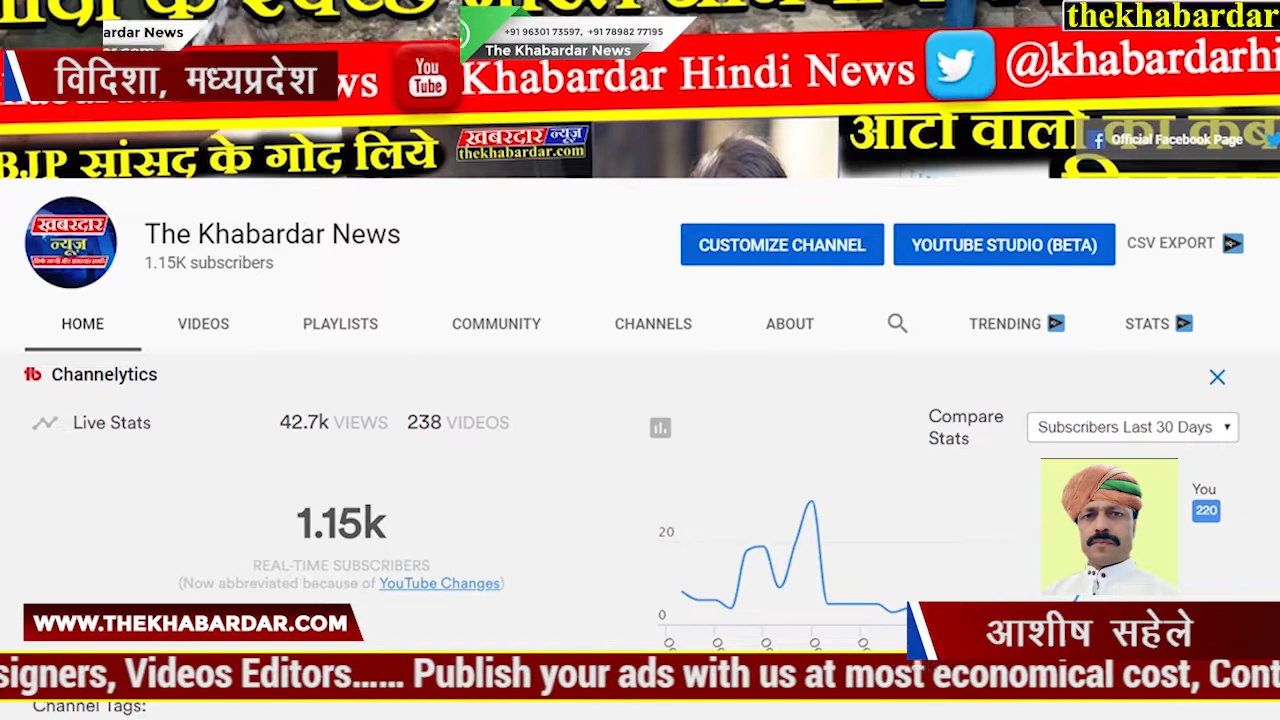 thekhabardar
ardar News
+91 96301 73597, +91 78982 77195
The Khabardar News
विदिशा, मध्यप्रदेश
ws
You
Tube
Khabardar Hindi News
@khabardarhi
BJP सांसद के गोद लिये
ख़बरदार न्यूज़
thekhabardar.com
आटो वालो का
Official Facebook Page
ख़बरदार
न्यूज़
The Khabardar News
1.15K subscribers
CUSTOMIZE CHANNEL
YOUTUBE STUDIO (BETA)
CSV EXPORT
HOME VIDEOS PLAYLISTS COMMUNITY CHANNELS ABOUT TRENDING STATS
Channelytics
Live Stats 42.7k VIEWS 238 VIDEOS
Compare
Stats
Subscribers Last 30 Days
You
220
1.15k
REAL-TIME SUBSCRIBERS
(Now abbreviated because of YouTube Changes)
20
0
WWW.THEKHABARDAR.COM
आशीष सहेले
signers, Videos Editors...... Publish your ads with us at most economical cost, Cont
Channel Tags: